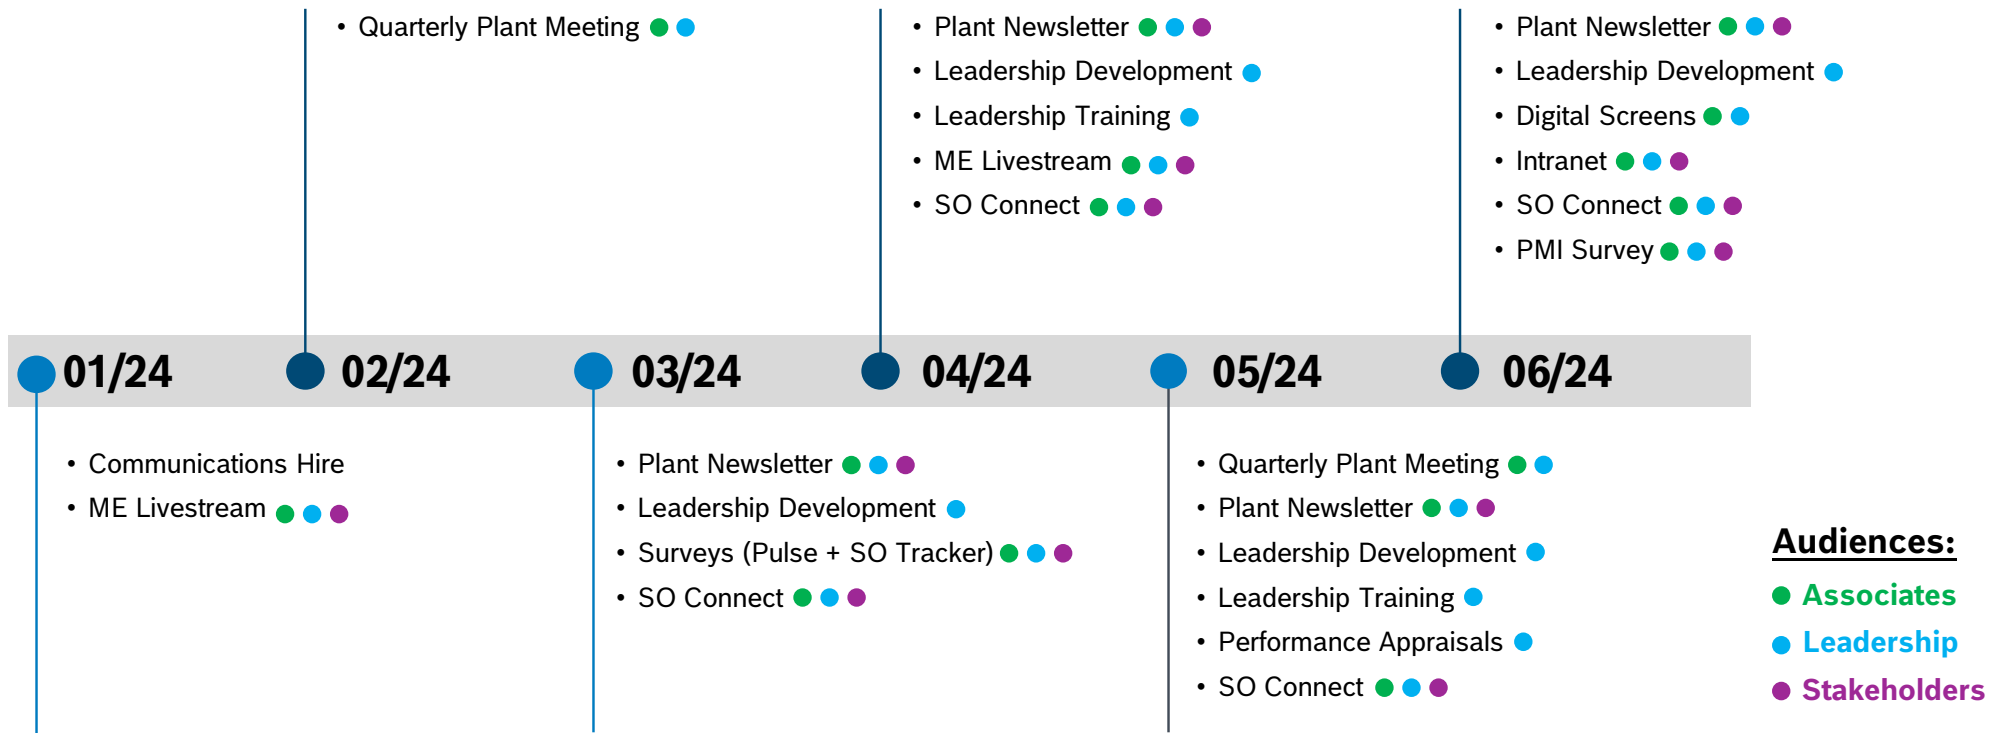 • Quarterly Plant Meeting
• Plant Newsletter
• Leadership Development
• Leadership Training
• ME Livestream
• SO Connect
• Plant Newsletter
• Leadership Development
• Digital Screens
• Intranet
• SO Connect
• PMI Survey
01/24
02/24
03/24
04/24
05/24
06/24
• Communications Hire
• ME Livestream
• Plant Newsletter
• Leadership Development
• Surveys (Pulse + SO Tracker)
• SO Connect
• Quarterly Plant Meeting
• Plant Newsletter
• Leadership Development
• Leadership Training
• Performance Appraisals
• SO Connect
Audiences:
Associates
Leadership
Stakeholders